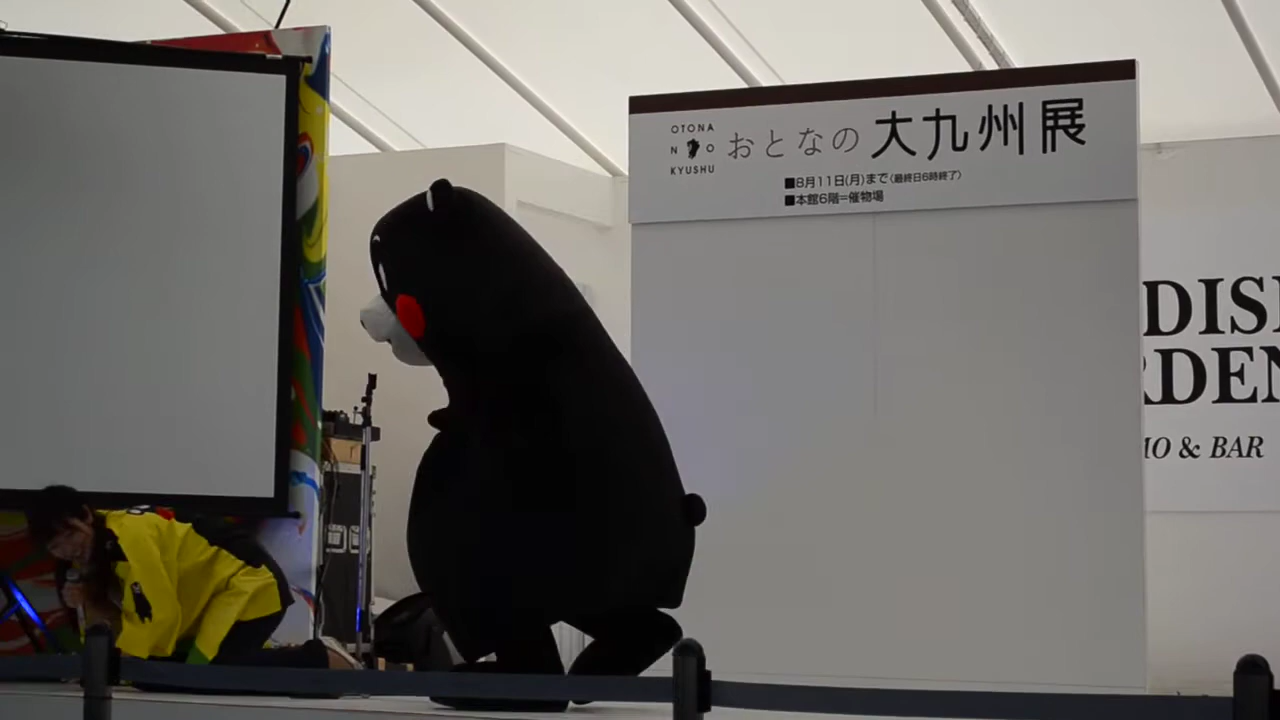 OTONA
NO
KYUSHU
おとなの大九州展
■8月11日(月)まで〈最終日6時終了〉
■本館6階=催物場
DIS
RDEN
& BAR